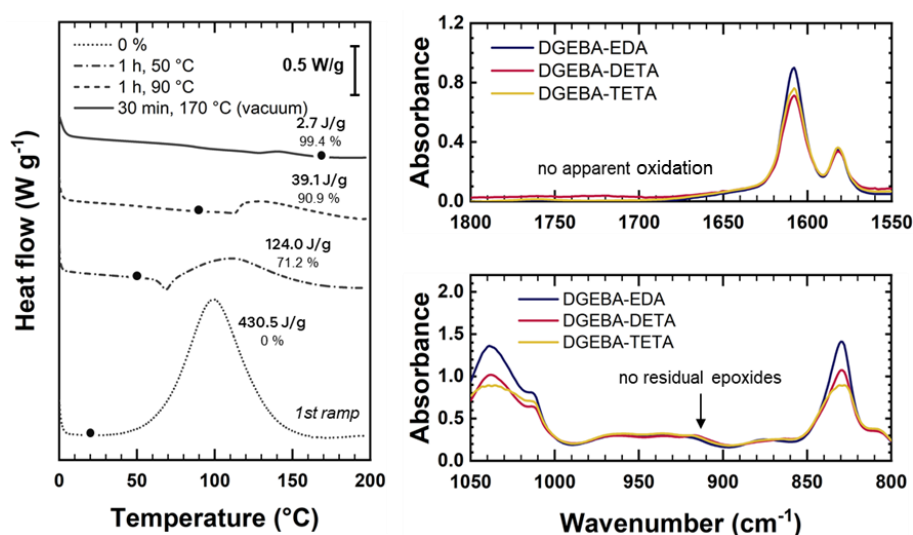 0 %
1 h, 50 °C
1 h, 90 °C
30 min, 170 °C (vacuum)
0.5 W/g
2.7 J/g
99.4 %
39.1 J/g
90.9 %
124.0 J/g
71.2 %
430.5 J/g
0 %
1st ramp
Heat flow (W g⁻¹)
0 50 100 150 200
Temperature (°C)
1.2
0.8
0.4
0.0
Absorbance
DGEBA-EDA
DGEBA-DETA
DGEBA-TETA
no apparent oxidation
1800 1750 1700 1650 1600 1550
2.0
1.5
1.0
0.5
0.0
Absorbance
DGEBA-EDA
DGEBA-DETA
DGEBA-TETA
no residual epoxides
1050 1000 950 900 850 800
Wavenumber (cm⁻¹)